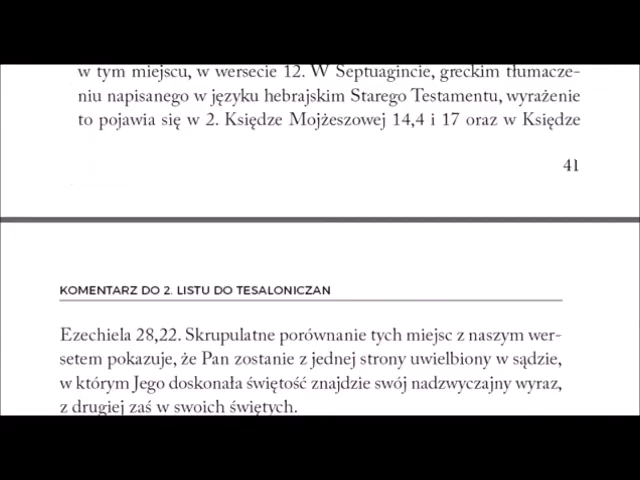 w tym miejscu, w wersecie 12. W Septuagincie, greckim tłumacze-
niu napisanego w języku hebrajskim Starego Testamentu, wyrażenie
to pojawia się w 2. Księdze Mojżeszowej 14,4 i 17 oraz w Księdze
41
KOMENTARZ DO 2. LISTU DO TESALONICZAN
Ezechiela 28,22. Skrupulatne porównanie tych miejsc z naszym wer-
setem pokazuje, że Pan zostanie z jednej strony uwielbiony w sądzie,
w którym Jego doskonała świętość znajdzie swój nadzwyczajny wyraz,
z drugiej zaś w swoich świętych.